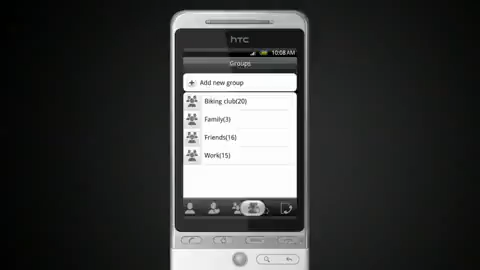 hTC
10:08 AM
Groups
Add new group
Biking club(20)
Family(3)
Friends(16)
Work(15)